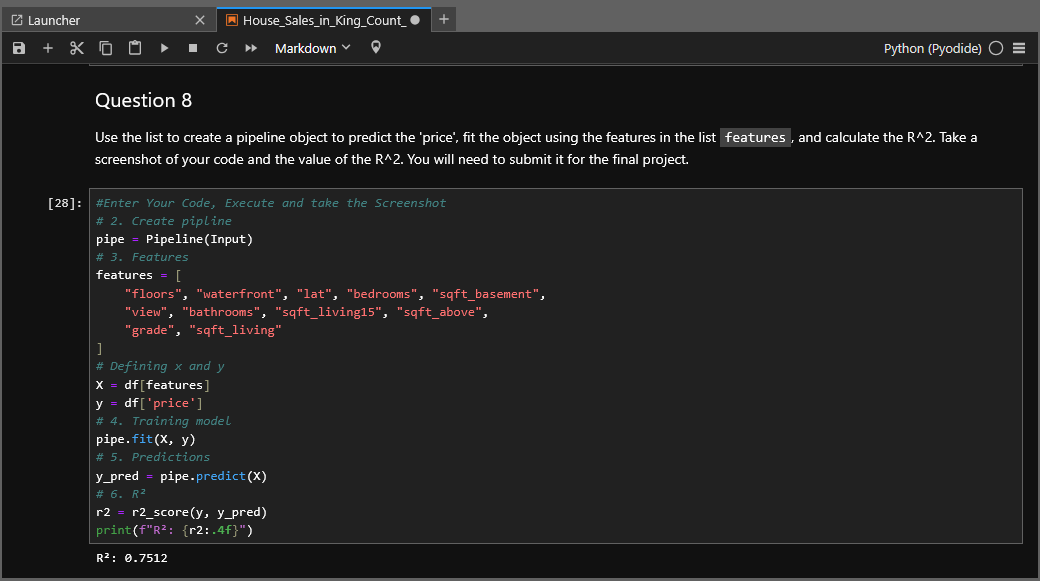 Launcher
House_Sales_in_King_Count_
Markdown
Python (Pyodide)
Question 8
Use the list to create a pipeline object to predict the 'price', fit the object using the features in the list features, and calculate the R^2. Take a
screenshot of your code and the value of the R^2. You will need to submit it for the final project.
[28]:
#Enter Your Code, Execute and take the Screenshot
# 2. Create pipline
pipe = Pipeline(Input)
# 3. Features
features = [
    "floors", "waterfront", "lat", "bedrooms", "sqft_basement",
    "view", "bathrooms", "sqft_living15", "sqft_above",
    "grade", "sqft_living"
]
# Defining x and y
X = df[features]
y = df['price']
# 4. Training model
pipe.fit(X, y)
# 5. Predictions
y_pred = pipe.predict(X)
# 6. R²
r2 = r2_score(y, y_pred)
print(f"R²: {r2:.4f}")
R²: 0.7512